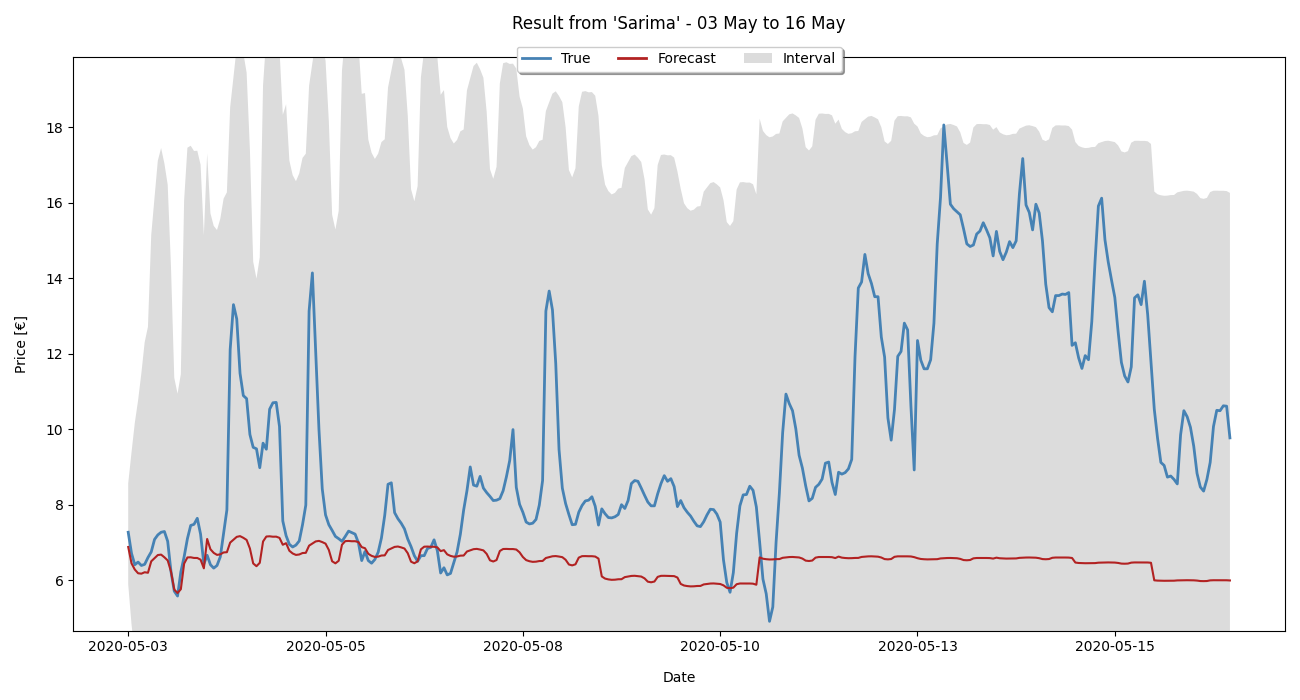 Result from 'Sarima' - 03 May to 16 May
True Forecast Interval
Price [€]
18
16
14
12
10
8
6
2020-05-03 2020-05-05 2020-05-08 2020-05-10 2020-05-13 2020-05-15
Date